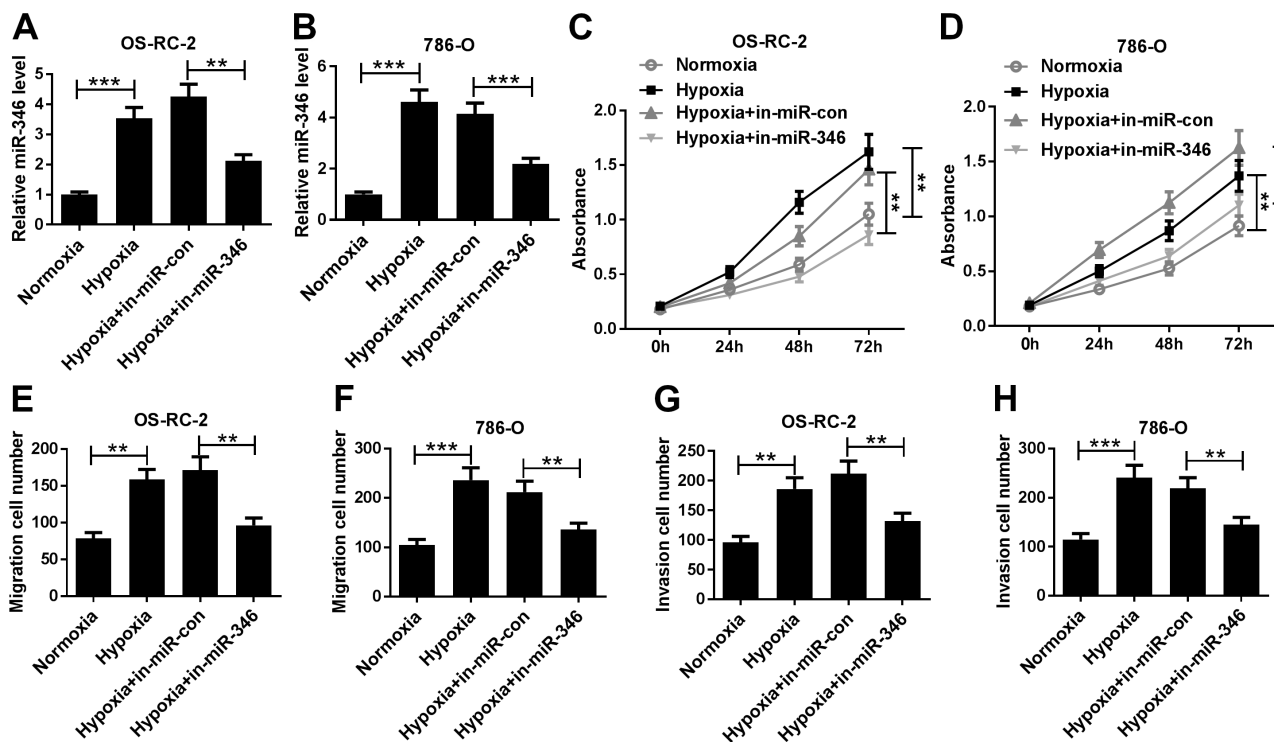 A
OS-RC-2
Relative miR-346 level
5
4
3
2
1
0
***
**
Normoxia
Hypoxia
Hypoxia+in-miR-con
Hypoxia+in-miR-346
B
786-O
Relative miR-346 level
6
4
2
0
***
***
Normoxia
Hypoxia
Hypoxia+in-miR-con
Hypoxia+in-miR-346
C
OS-RC-2
Normoxia
Hypoxia
Hypoxia+in-miR-con
Hypoxia+in-miR-346
Absorbance
2.0
1.5
1.0
0.5
0.0
0h
24h
48h
72h
**
**
D
786-O
Normoxia
Hypoxia
Hypoxia+in-miR-con
Hypoxia+in-miR-346
Absorbance
2.0
1.5
1.0
0.5
0.0
0h
24h
48h
72h
**
E
OS-RC-2
Migration cell number
200
150
100
50
0
**
**
Normoxia
Hypoxia
Hypoxia+in-miR-con
Hypoxia+in-miR-346
F
786-O
Migration cell number
300
200
100
0
***
**
Normoxia
Hypoxia
Hypoxia+in-miR-con
Hypoxia+in-miR-346
G
OS-RC-2
Invasion cell number
250
200
150
100
50
0
**
**
Normoxia
Hypoxia
Hypoxia+in-miR-con
Hypoxia+in-miR-346
H
786-O
Invasion cell number
300
200
100
0
***
**
Normoxia
Hypoxia
Hypoxia+in-miR-con
Hypoxia+in-miR-346